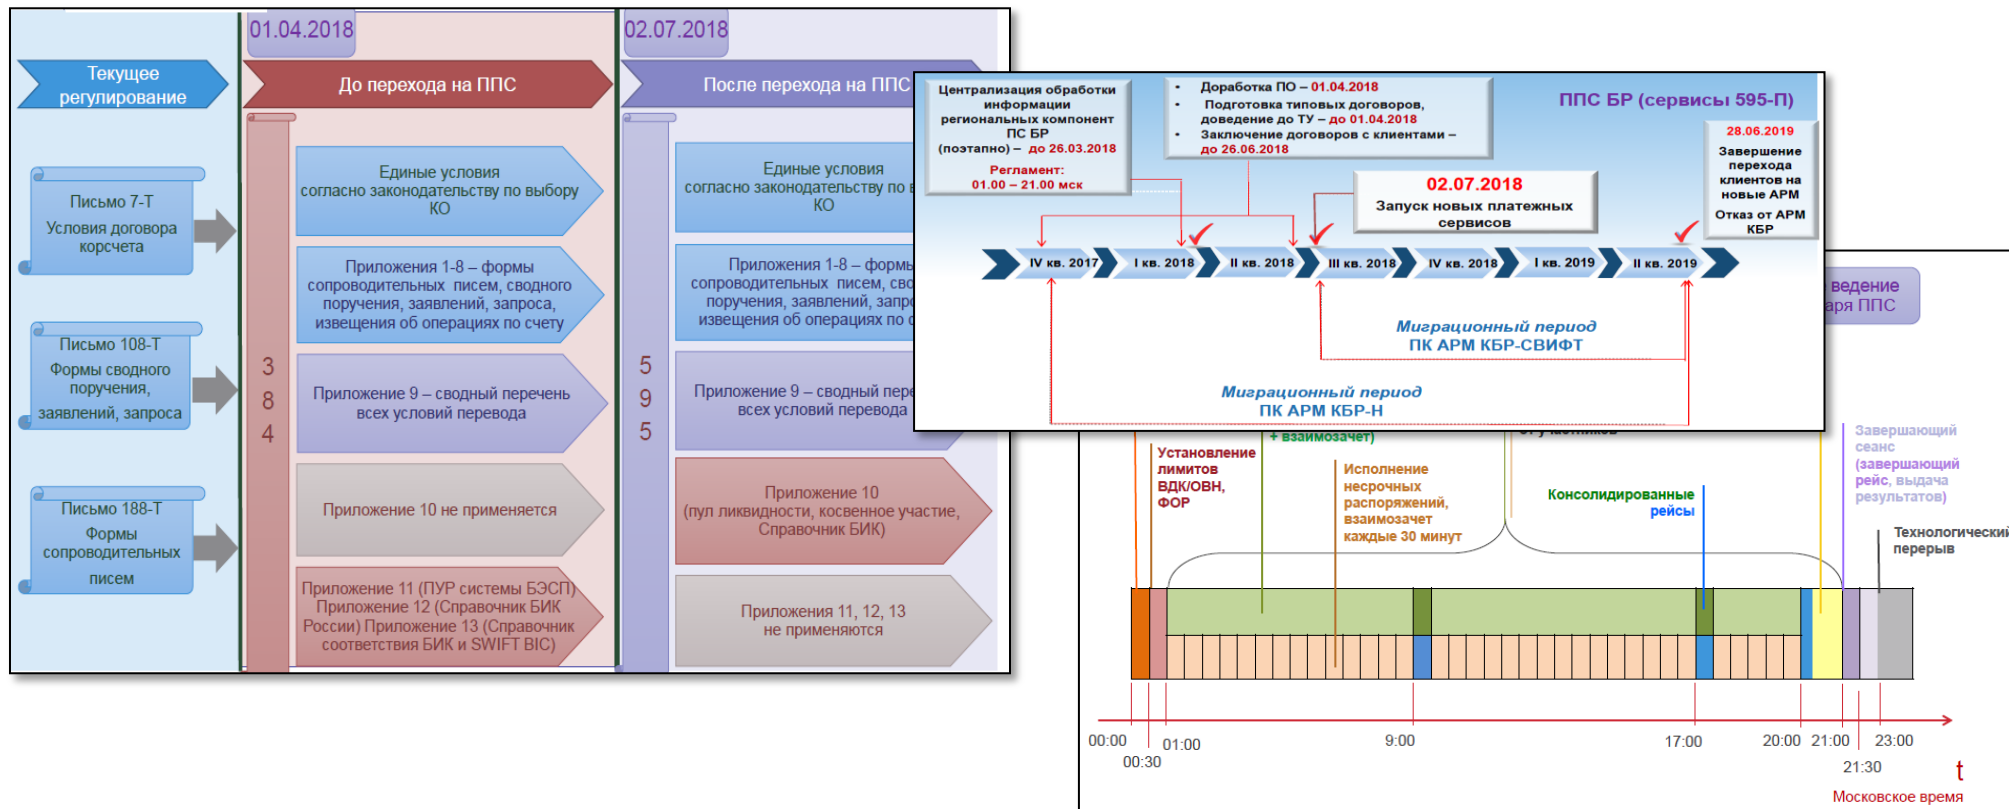 01.04.2018
02.07.2018
Текущее
регулирование
До перехода на ППС
После перехода на ППС
Письмо 7-Т
Условия договора
корсчета
Письмо 108-Т
Формы сводного
поручения,
заявлений, запроса
Письмо 188-Т
Формы
сопроводительных
писем
3
8
4
Единые условия
согласно законодательству по выбору
КО
Приложения 1-8 – формы
сопроводительных писем, сводного
поручения, заявлений, запроса,
извещения об операциях по счету
Приложение 9 – сводный перечень
всех условий перевода
Приложение 10 не применяется
Приложение 11 (ПУР системы БЭСП)
Приложение 12 (Справочник БИК
России) Приложение 13 (Справочник
соответствия БИК и SWIFT BIC)
5
9
5
Единые условия
согласно законодательству по
КО
Приложения 1-8 – формы
сопроводительных писем,
поручения, заявлений,
извещения об операциях по
Приложение 9 – сводный
всех условий перевода
Приложение 10
(пул ликвидности, косвенное участие,
Справочник БИК)
Приложения 11, 12, 13
не применяются
Централизация обработки
информации
региональных компонент
ПС БР
(поэтапно) – до 26.03.2018
Регламент:
01.00 – 21.00 мск
• Доработка ПО – 01.04.2018
• Подготовка типовых договоров,
доведение до ТУ – до 01.04.2018
• Заключение договоров с клиентами –
до 26.06.2018
ППС БР (сервисы 595-П)
02.07.2018
Запуск новых платежных
сервисов
28.06.2019
Завершение
перехода
клиентов на
новые АРМ
Отказ от АРМ
КБР
IV кв. 2017
I кв. 2018
II кв. 2018
III кв. 2018
IV кв. 2018
I кв. 2019
II кв. 2019
Миграционный период
ПК АРМ КБР-СВИФТ
Миграционный период
ПК АРМ КБР-Н
ведение
ППС
+ взаимозачет)
Установление
лимитов
ВДК/ОВН,
ФОР
Исполнение
несрочных
распоряжений,
взаимозачет
каждые 30 минут
Консолидированные
рейсы
Завершающий
сеанс
(завершающий
рейс, выдача
результатов)
Технологический
перерыв
00:00
00:30
01:00
9:00
17:00
20:00
21:00
21:30
23:00
t
Московское время